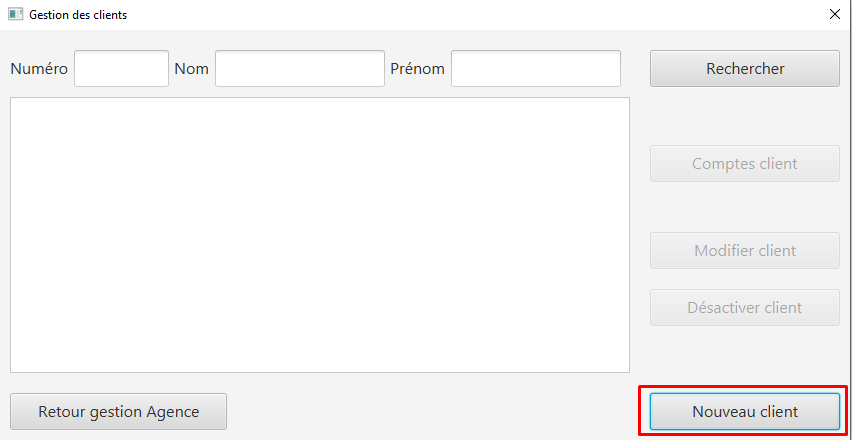 Gestion des clients
Numéro Nom Prénom Rechercher
Comptes client
Modifier client
Désactiver client
Retour gestion Agence Nouveau client